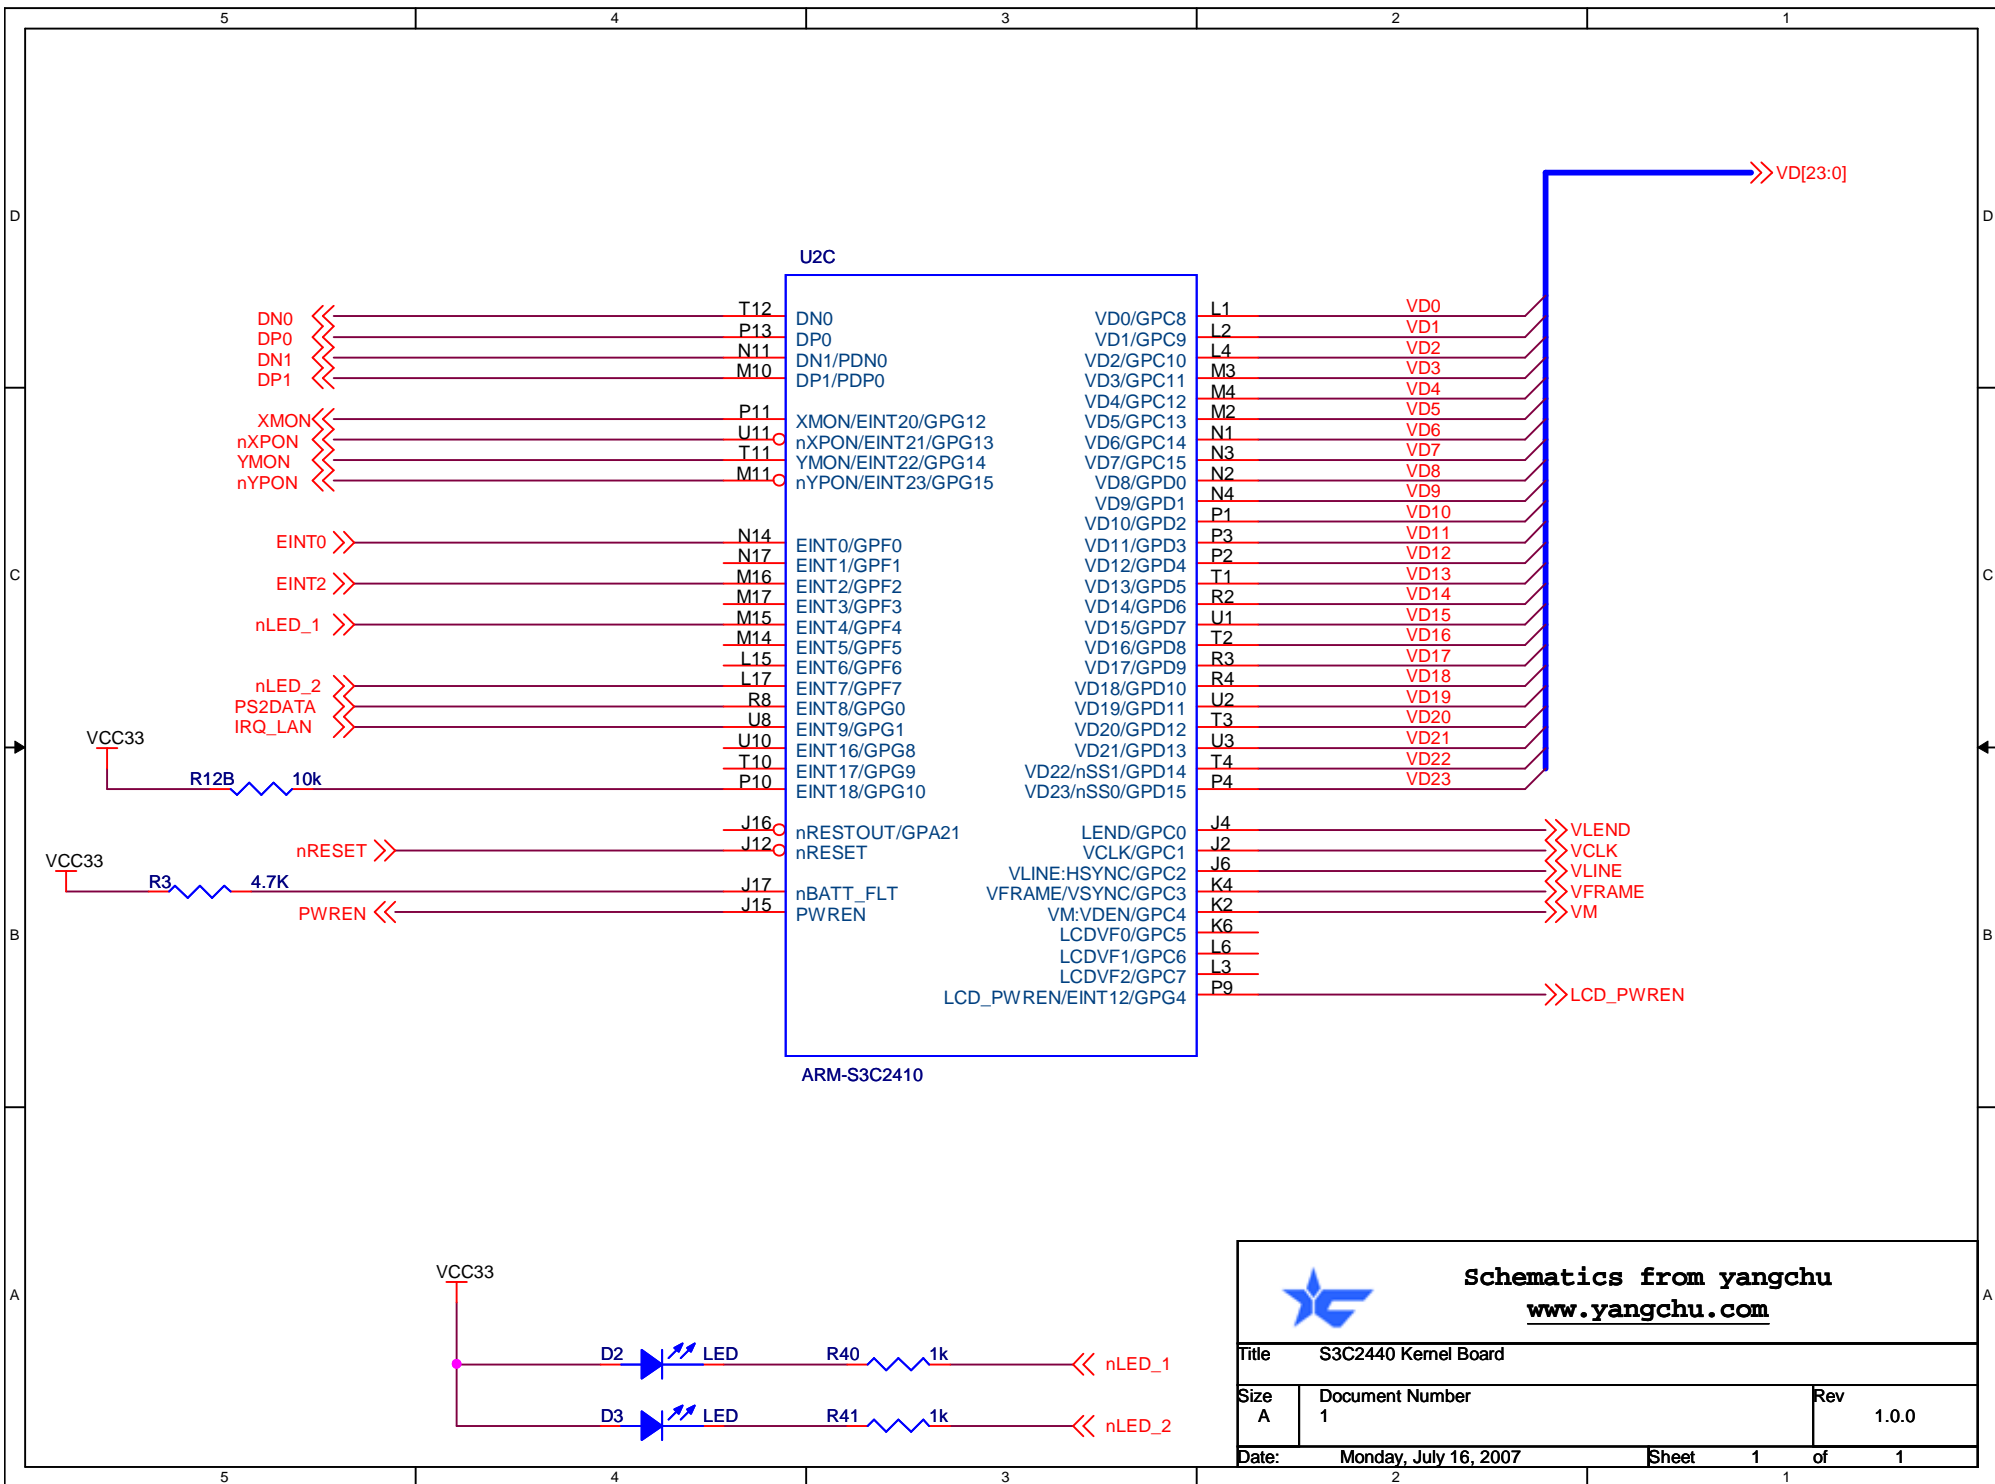 5 4 3 2 1
D D
C C
B B
A A
VD[23:0]
U2C
DN0 T12 DN0 VD0/GPC8 L1 VD0
DP0 P13 DP0 VD1/GPC9 L2 VD1
DN1 N11 DN1/PDN0 VD2/GPC10 L4 VD2
DP1 M10 DP1/PDP0 VD3/GPC11 M3 VD3
VD4/GPC12 M4 VD4
XMON P11 XMON/EINT20/GPG12 VD5/GPC13 M2 VD5
nXPON U11 nXPON/EINT21/GPG13 VD6/GPC14 N1 VD6
YMON T11 YMON/EINT22/GPG14 VD7/GPC15 N3 VD7
nYPON M11 nYPON/EINT23/GPG15 VD8/GPD0 N2 VD8
VD9/GPD1 N4 VD9
VD10/GPD2 P1 VD10
EINT0 N14 EINT0/GPF0 VD11/GPD3 P3 VD11
N17 EINT1/GPF1 VD12/GPD4 P2 VD12
EINT2 M16 EINT2/GPF2 VD13/GPD5 T1 VD13
M17 EINT3/GPF3 VD14/GPD6 R2 VD14
nLED_1 M15 EINT4/GPF4 VD15/GPD7 U1 VD15
M14 EINT5/GPF5 VD16/GPD8 T2 VD16
L15 EINT6/GPF6 VD17/GPD9 R3 VD17
nLED_2 L17 EINT7/GPF7 VD18/GPD10 R4 VD18
PS2DATA R8 EINT8/GPG0 VD19/GPD11 U2 VD19
IRQ_LAN U8 EINT9/GPG1 VD20/GPD12 T3 VD20
VCC33 U10 EINT16/GPG8 VD21/GPD13 U3 VD21
T10 EINT17/GPG9 VD22/nSS1/GPD14 T4 VD22
R12B 10k P10 EINT18/GPG10 VD23/nSS0/GPD15 P4 VD23
J16 nRESTOUT/GPA21 LEND/GPC0 J4 VLEND
nRESET J12 nRESET VCLK/GPC1 J2 VCLK
VCC33 VLINE:HSYNC/GPC2 J6 VLINE
R3 4.7K J17 nBATT_FLT VFRAME/VSYNC/GPC3 K4 VFRAME
PWREN J15 PWREN VM:VDEN/GPC4 K2 VM
LCDVF0/GPC5 K6
LCDVF1/GPC6 L6
LCDVF2/GPC7 L3
LCD_PWREN/EINT12/GPG4 P9 LCD_PWREN
ARM-S3C2410
VCC33
D2 LED R40 1k nLED_1
D3 LED R41 1k nLED_2
Schematics from yangchu
www.yangchu.com
Title S3C2440 Kernel Board
Size Document Number Rev
A 1 1.0.0
Date: Monday, July 16, 2007 Sheet 1 of 1
5 4 3 2 1